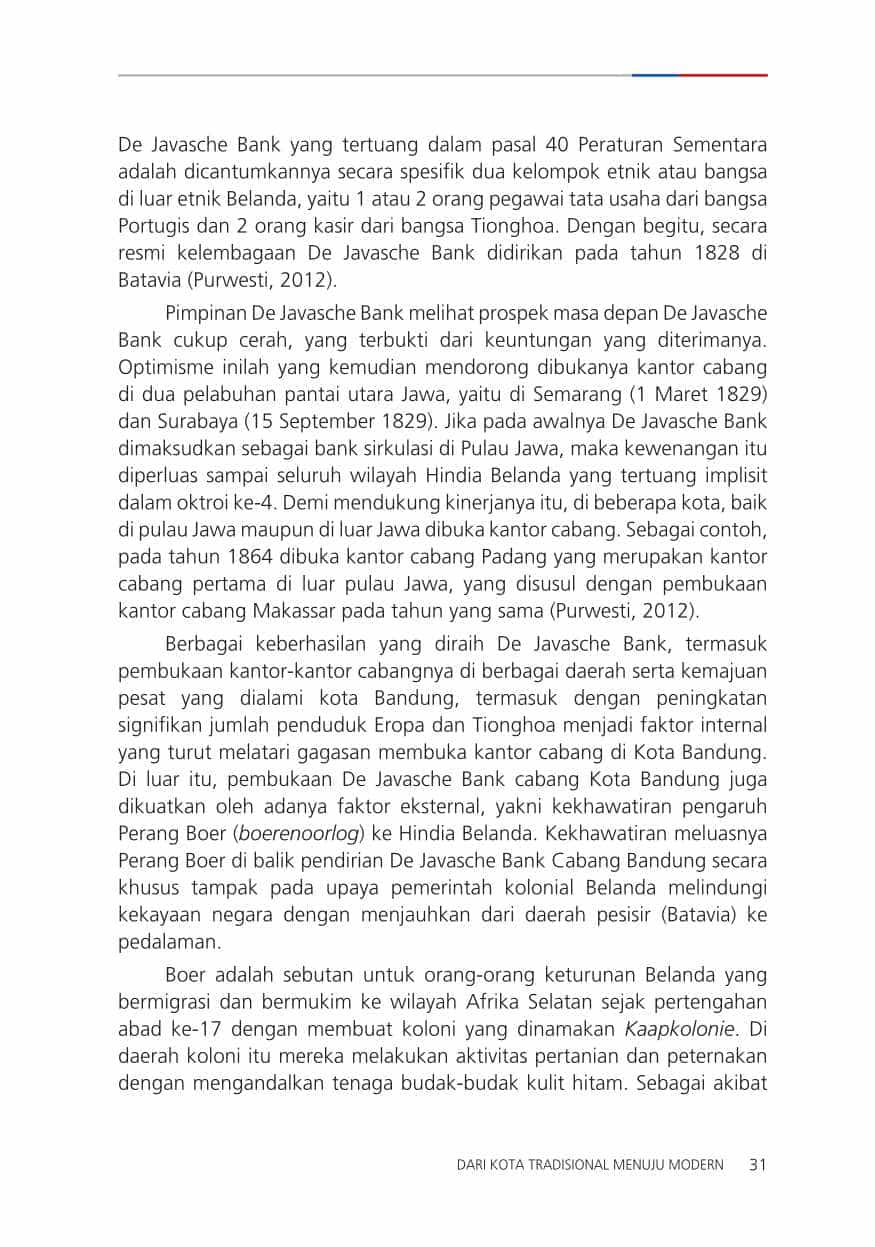 De Javasche Bank yang tertuang dalam pasal 40 Peraturan Sementara
adalah dicantumkannya secara spesifik dua kelompok etnik atau bangsa
di luar etnik Belanda, yaitu 1 atau 2 orang pegawai tata usaha dari bangsa
Portugis dan 2 orang kasir dari bangsa Tionghoa. Dengan begitu, secara
resmi kelembagaan De Javasche Bank didirikan pada tahun 1828 di
Batavia (Purwesti, 2012).
Pimpinan De Javasche Bank melihat prospek masa depan De Javasche
Bank cukup cerah, yang terbukti dari keuntungan yang diterimanya.
Optimisme inilah yang kemudian mendorong dibukanya kantor cabang
di dua pelabuhan pantai utara Jawa, yaitu di Semarang (1 Maret 1829)
dan Surabaya (15 September 1829). Jika pada awalnya De Javasche Bank
dimaksudkan sebagai bank sirkulasi di Pulau Jawa, maka kewenangan itu
diperluas sampai seluruh wilayah Hindia Belanda yang tertuang implisit
dalam oktroi ke-4. Demi mendukung kinerjanya itu, di beberapa kota, baik
di pulau Jawa maupun di luar Jawa dibuka kantor cabang. Sebagai contoh,
pada tahun 1864 dibuka kantor cabang Padang yang merupakan kantor
cabang pertama di luar pulau Jawa, yang disusul dengan pembukaan
kantor cabang Makassar pada tahun yang sama (Purwesti, 2012).
Berbagai keberhasilan yang diraih De Javasche Bank, termasuk
pembukaan kantor-kantor cabangnya di berbagai daerah serta kemajuan
pesat yang dialami kota Bandung, termasuk dengan peningkatan
signifikan jumlah penduduk Eropa dan Tionghoa menjadi faktor internal
yang turut melatari gagasan membuka kantor cabang di Kota Bandung.
Di luar itu, pembukaan De Javasche Bank cabang Kota Bandung juga
dikuatkan oleh adanya faktor eksternal, yakni kekhawatiran pengaruh
Perang Boer (boerenoorlog) ke Hindia Belanda. Kekhawatiran meluasnya
Perang Boer di balik pendirian De Javasche Bank Cabang Bandung secara
khusus tampak pada upaya pemerintah kolonial Belanda melindungi
kekayaan negara dengan menjauhkan dari daerah pesisir (Batavia) ke
pedalaman.
Boer adalah sebutan untuk orang-orang keturunan Belanda yang
bermigrasi dan bermukim ke wilayah Afrika Selatan sejak pertengahan
abad ke-17 dengan membuat koloni yang dinamakan Kaapkolonie. Di
daerah koloni itu mereka melakukan aktivitas pertanian dan peternakan
dengan mengandalkan tenaga budak-budak kulit hitam. Sebagai akibat
DARI KOTA TRADISIONAL MENUJU MODERN 31